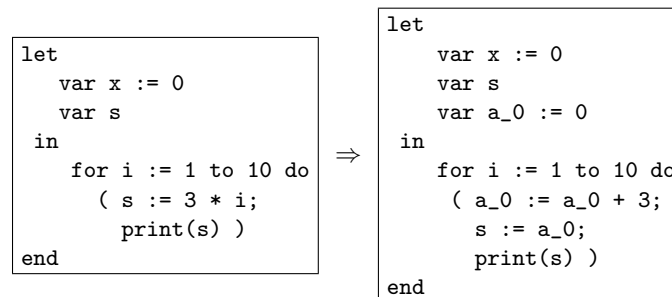 let
   var x := 0
   var s
 in
    for i := 1 to 10 do
      ( s := 3 * i;
        print(s) )
end
⇒
let
    var x := 0
    var s
    var a_0 := 0
 in
    for i := 1 to 10 do
     ( a_0 := a_0 + 3;
       s := a_0;
       print(s) )
end